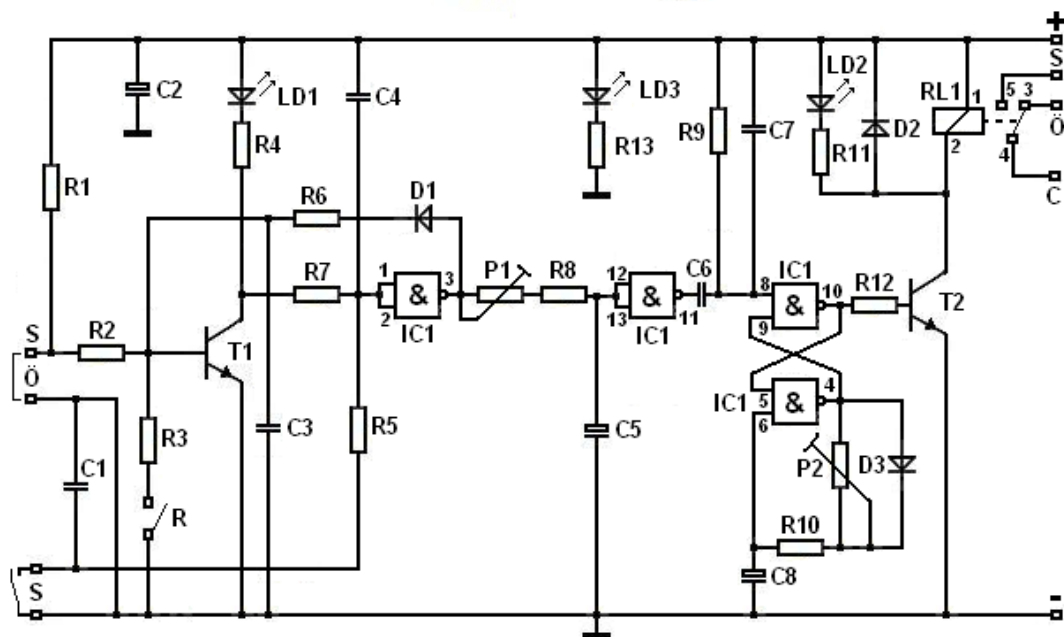 +
S
C2
LD1
C4
LD3
LD2
RL1
1
5
3
Ö
R4
R13
R9
C7
R11
D2
2
4
R1
C
R6
D1
R7
1
2
&
3
IC1
P1
R8
12
13
&
11
IC1
C6
8
9
IC1
&
10
R12
T2
S
R2
T1
Ö
IC1
5
6
&
4
R3
C3
R5
C5
P2
D3
C1
R
R10
C8
S
-